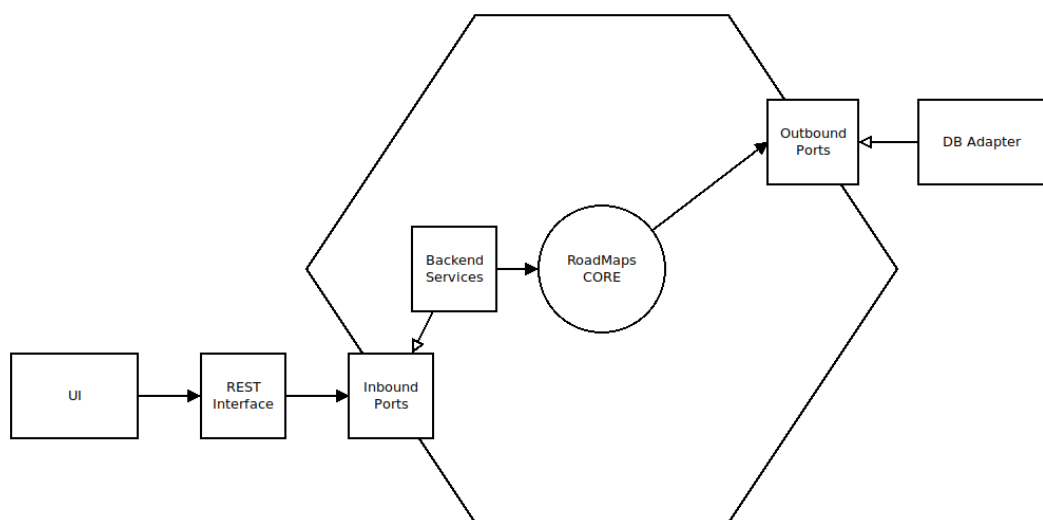 Outbound
Ports
DB Adapter
Backend
Services
RoadMaps
CORE
UI
REST
Interface
Inbound
Ports